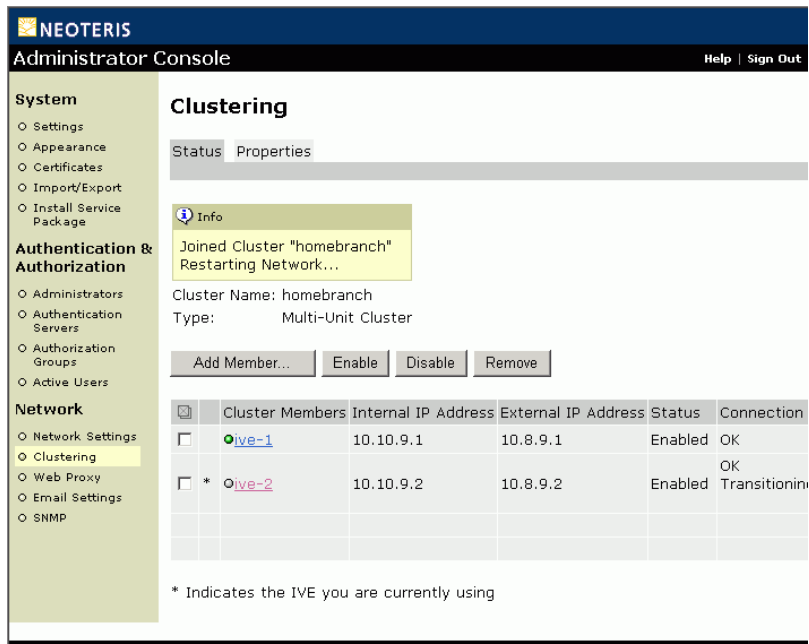 NEOTERIS
Administrator Console
Help | Sign Out
System
Settings
Appearance
Certificates
Import/Export
Install Service
Package
Authentication &
Authorization
Administrators
Authentication
Servers
Authorization
Groups
Active Users
Network
Network Settings
Clustering
Web Proxy
Email Settings
SNMP
Clustering
Status Properties
Info
Joined Cluster "homebranch"
Restarting Network...
Cluster Name: homebranch
Type: Multi-Unit Cluster
Add Member... Enable Disable Remove
Cluster Members Internal IP Address External IP Address Status Connection
ive-1 10.10.9.1 10.8.9.1 Enabled OK
OK
* ive-2 10.10.9.2 10.8.9.2 Enabled Transitioning
* Indicates the IVE you are currently using